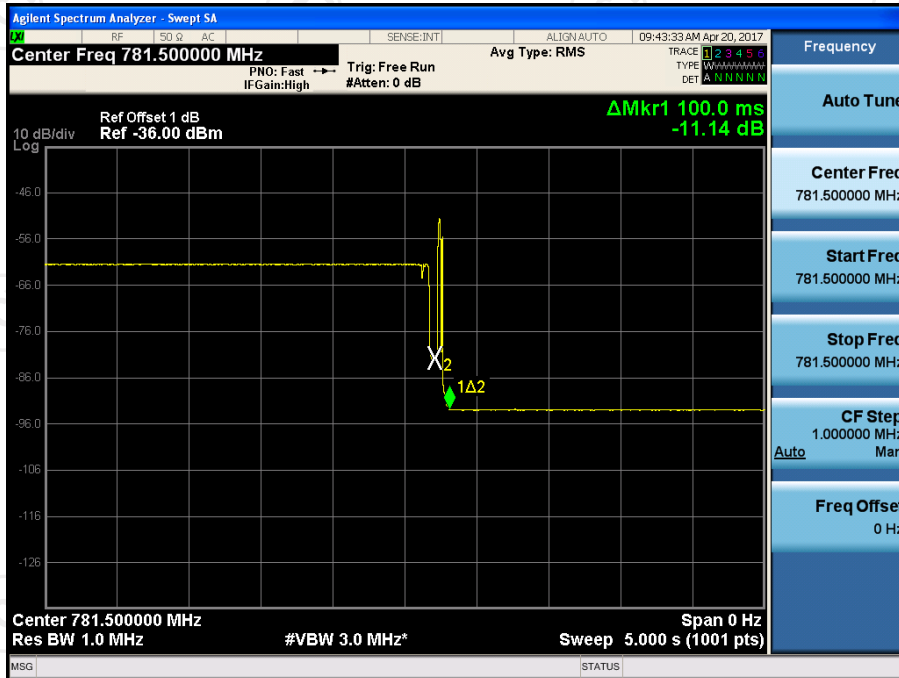 Agilent Spectrum Analyzer - Swept SA
LXI RF 50 Ω AC SENSE:INT ALIGN AUTO 09:43:33 AM Apr 20, 2017
Center Freq 781.500000 MHz
PNO: Fast
IFGain:High
Trig: Free Run
#Atten: 0 dB
Avg Type: RMS
TRACE 1 2 3 4 5 6
TYPE
DET A N N N N N
ΔMkr1 100.0 ms
-11.14 dB
Ref Offset 1 dB
10 dB/div Ref -36.00 dBm
Log
-46.0
-56.0
-66.0
-76.0
-86.0
-96.0
-106
-116
-126
2
1Δ2
Center 781.500000 MHz Span 0 Hz
Res BW 1.0 MHz #VBW 3.0 MHz* Sweep 5.000 s (1001 pts)
MSG STATUS
Frequency
Auto Tune
Center Freq
781.500000 MHz
Start Freq
781.500000 MHz
Stop Freq
781.500000 MHz
CF Step
1.000000 MHz
Auto Man
Freq Offset
0 Hz